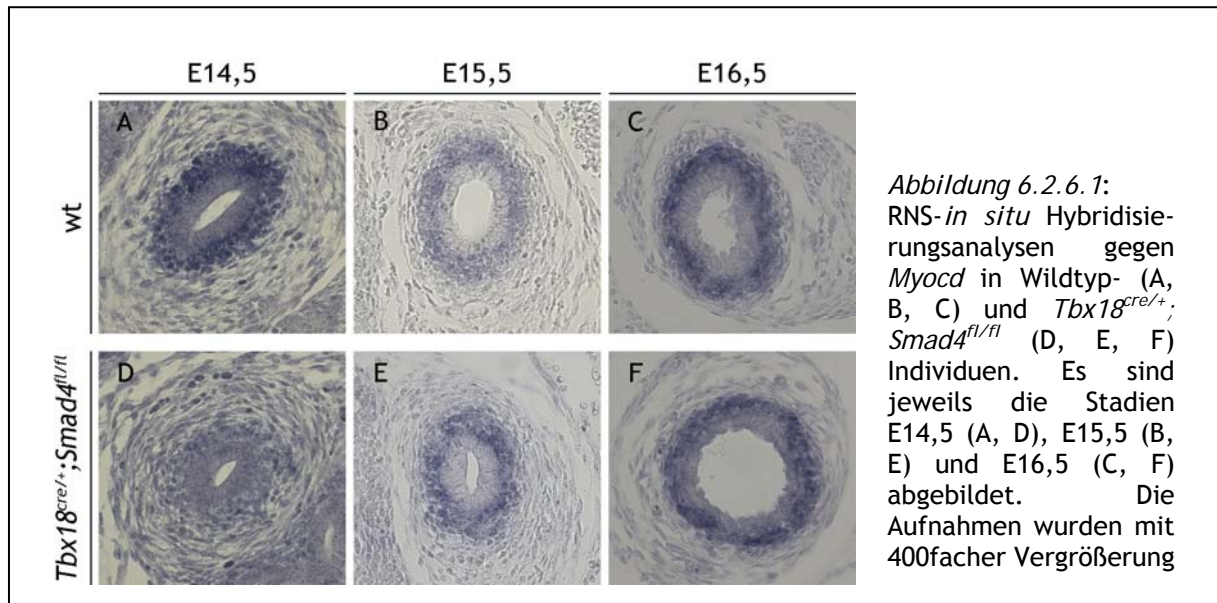 E14,5 E15,5 E16,5
wt
A B C
Tbx18cre/+;Smad4fl/fl
D E F
Abbildung 6.2.6.1:
RNS-in situ Hybridisie-
rungsanalysen gegen
Myocd in Wildtyp- (A,
B, C) und Tbx18cre/+;
Smad4fl/fl (D, E, F)
Individuen. Es sind
jeweils die Stadien
E14,5 (A, D), E15,5 (B,
E) und E16,5 (C, F)
abgebildet. Die
Aufnahmen wurden mit
400facher Vergrößerung